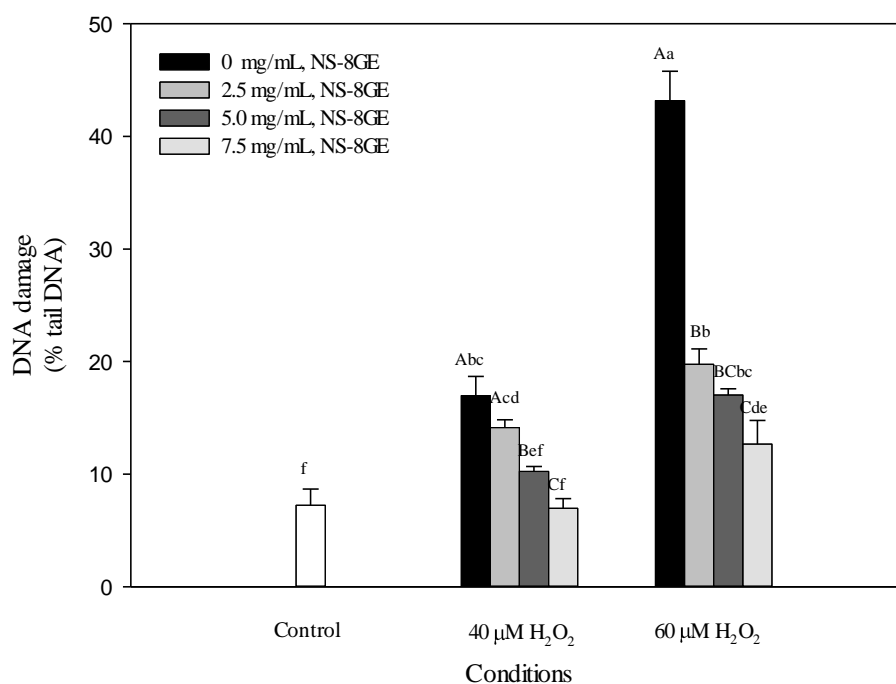 50
40
30
20
10
0
DNA damage
(% tail DNA)
0 mg/mL, NS-8GE
2.5 mg/mL, NS-8GE
5.0 mg/mL, NS-8GE
7.5 mg/mL, NS-8GE
f
Abc
Acd
Bef
Cf
Aa
Bb
BCbc
Cde
Control
40 μM H₂O₂
60 μM H₂O₂
Conditions